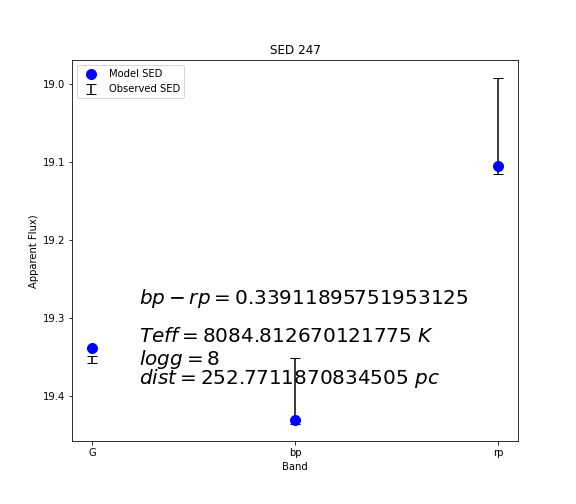 SED 247
Model SED
Observed SED
19.0
19.1
19.2
19.3
19.4
Apparent Flux)
bp − rp = 0.33911895751953125
Teff = 8084.812670121775 K
logg = 8
dist = 252.7711870834505 pc
G
bp
rp
Band